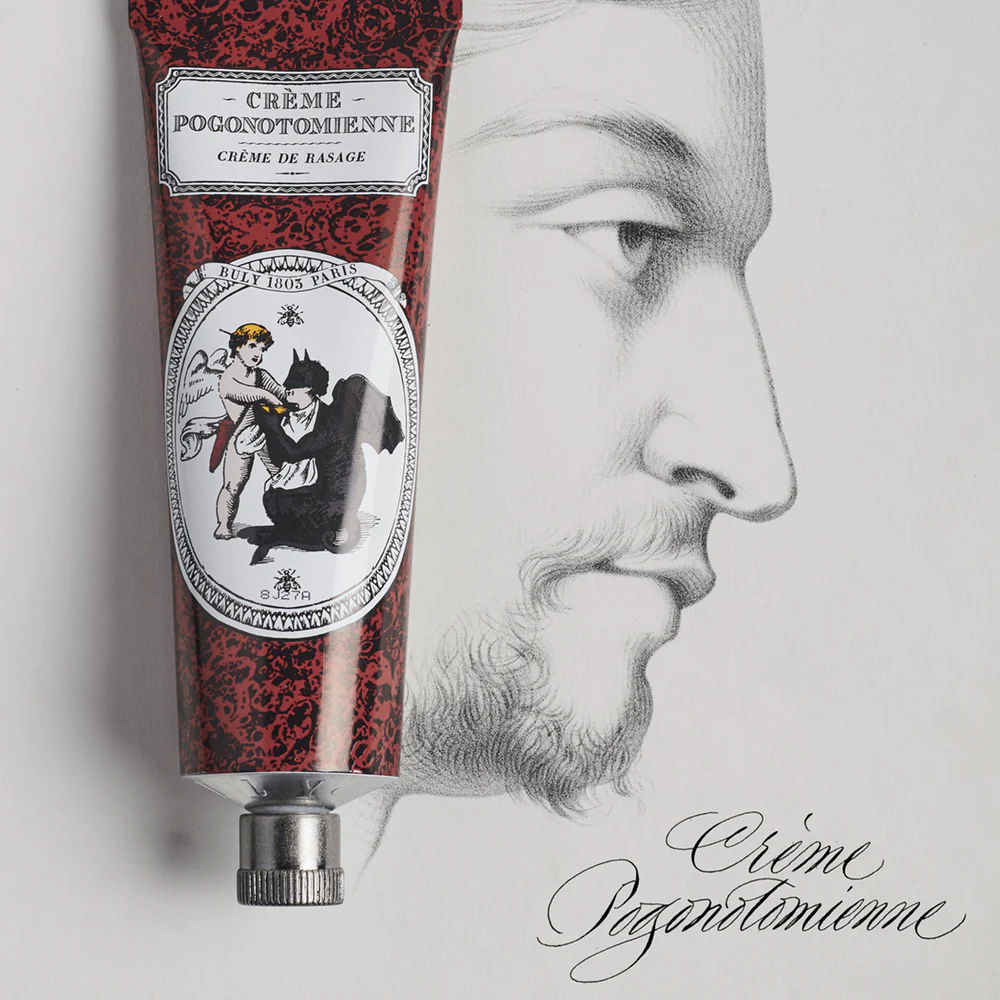 CRÈME
POGONOTOMIENNE
CRÈME DE RASAGE
BULY 1803 PARIS
8J27A
Crème
Pogonotomienne